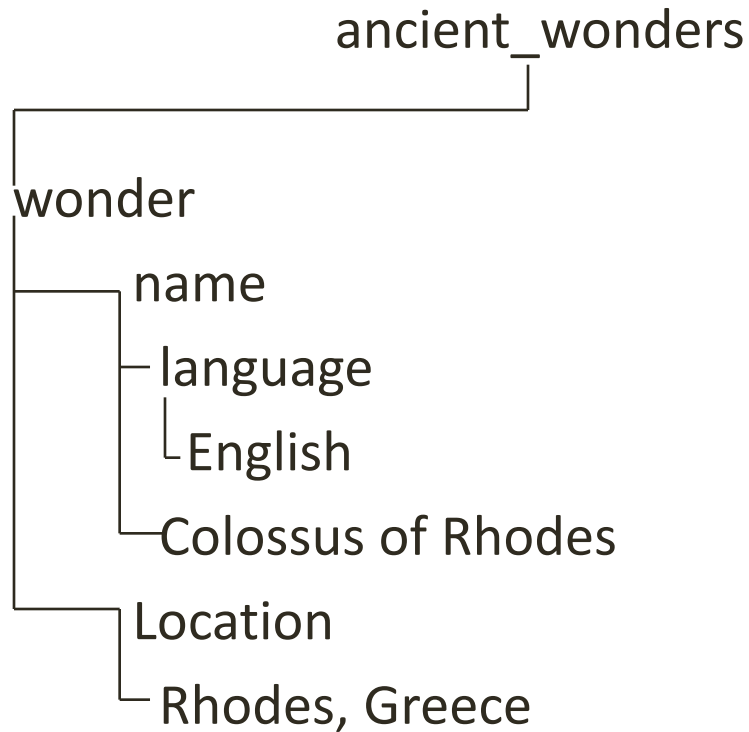 ancient_wonders
wonder
name
language
English
Colossus of Rhodes
Location
Rhodes, Greece